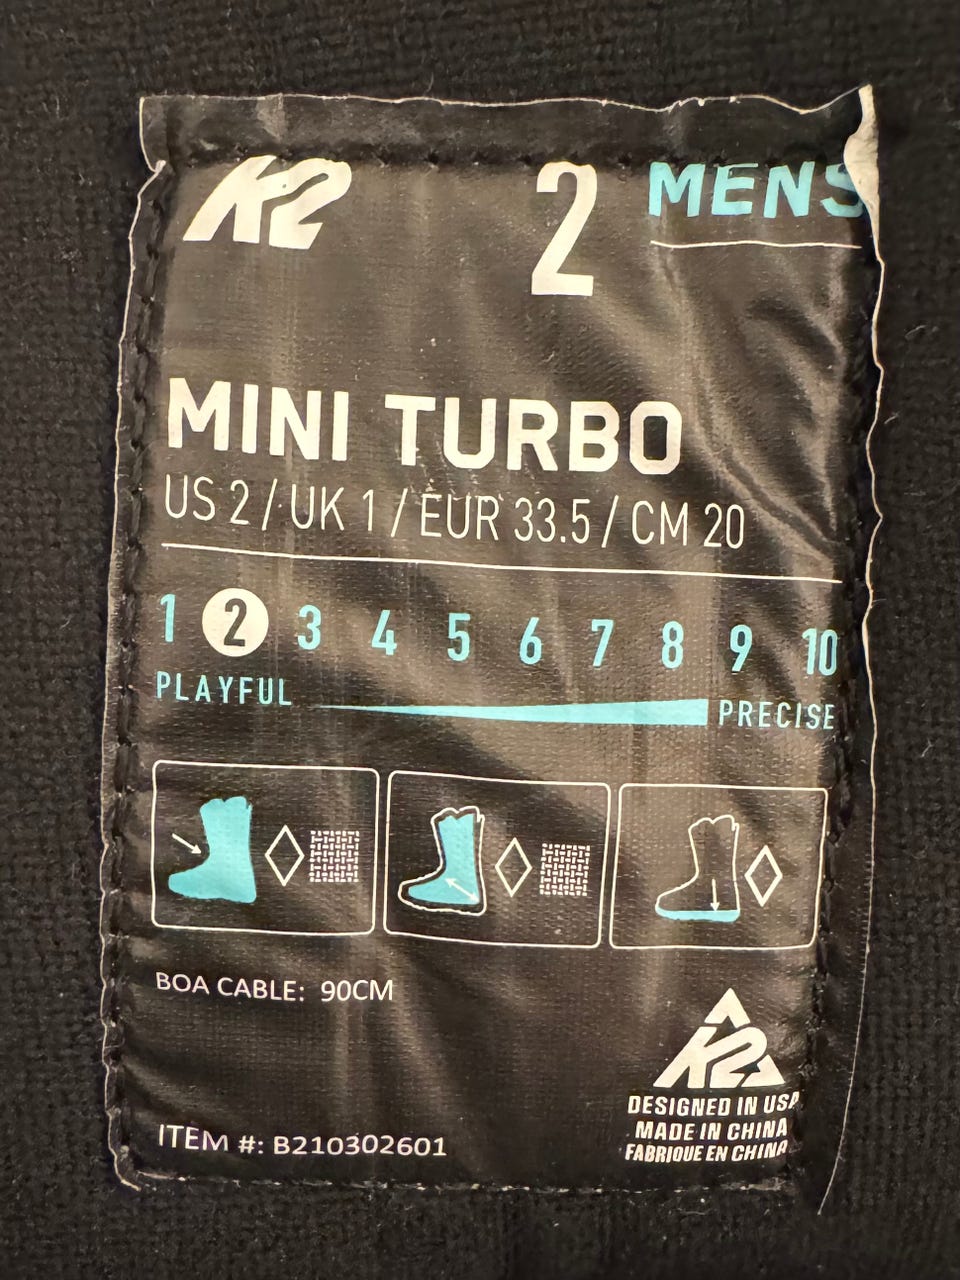 K2 2 MENS
MINI TURBO
US 2 / UK 1 / EUR 33.5 / CM 20
1 2 3 4 5 6 7 8 9 10
PLAYFUL PRECISE
BOA CABLE: 90CM
K2
DESIGNED IN USA
MADE IN CHINA
FABRIQUE EN CHINA
ITEM #: B210302601